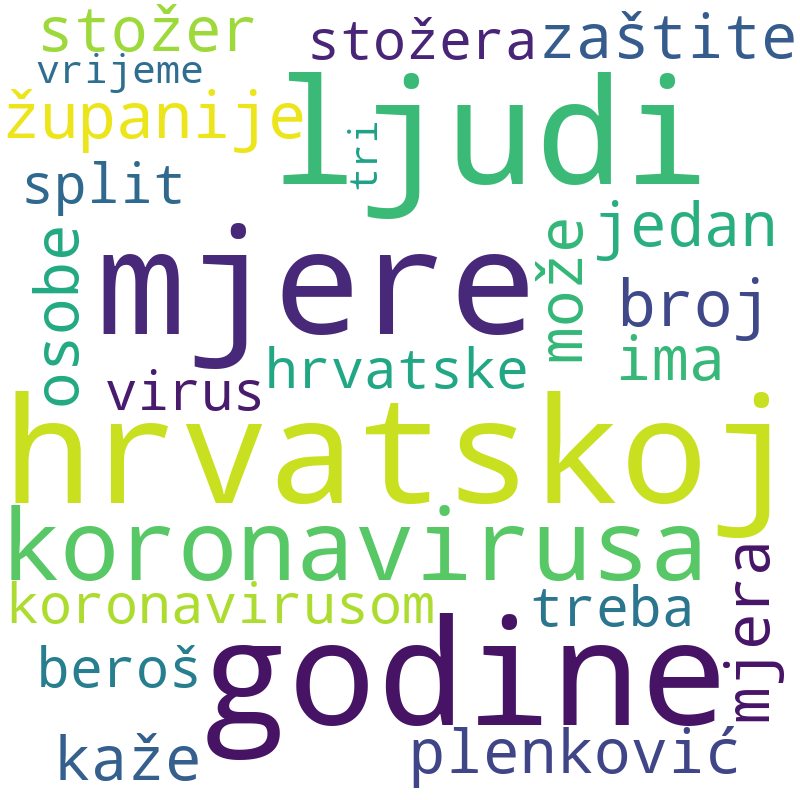 stožer
stožera
zaštite
vrijeme
županije
ljudi
tri
split
jedan
osobe
mjere
može
broj
ima
hrvatske
virus
hrvatskoj
koronavirusa
mjera
koronavirusom
treba
beroš
godine
kaže
plenković